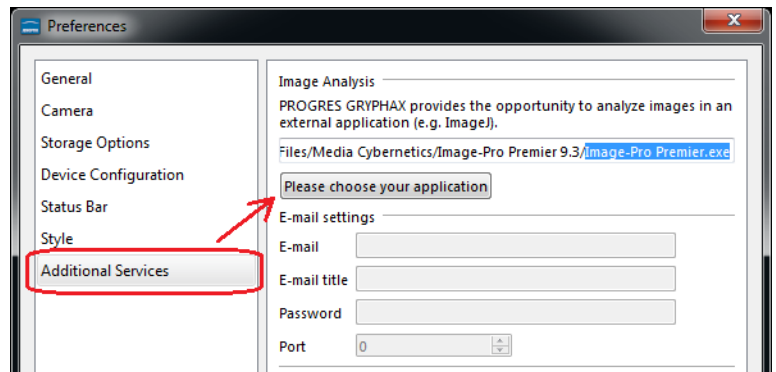 Preferences
General
Camera
Storage Options
Device Configuration
Status Bar
Style
Additional Services
Image Analysis
PROGRES GRYPHAX provides the opportunity to analyze images in an
external application (e.g. ImageJ).
Files/Media Cybernetics/Image-Pro Premier 9.3/Image-Pro Premier.exe
Please choose your application
E-mail settings
E-mail
E-mail title
Password
Port 0